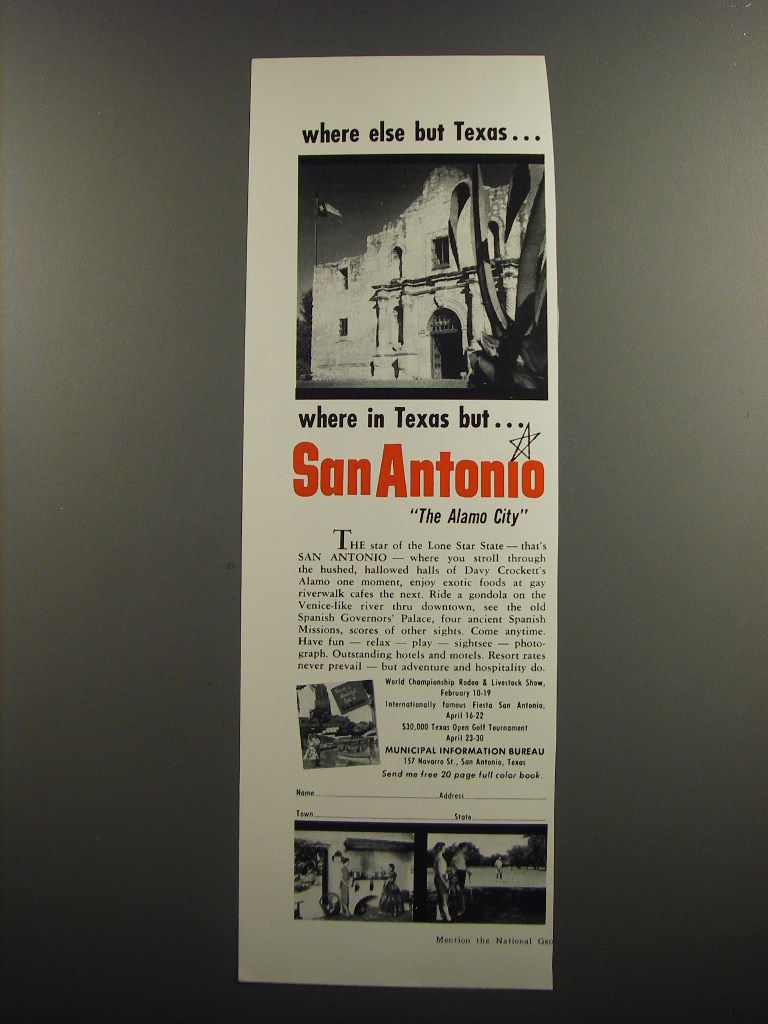 where else but Texas...
where in Texas but...
San Antonio
"The Alamo City"
THE star of the Lone Star State — that's
SAN ANTONIO — where you stroll through
the hushed, hallowed halls of Davy Crockett's
Alamo one moment, enjoy exotic foods at gay
riverwalk cafes the next. Ride a gondola on the
Venice-like river thru downtown, see the old
Spanish Governors' Palace, four ancient Spanish
Missions, scores of other sights. Come anytime.
Have fun — relax — play — sightsee — photo-
graph. Outstanding hotels and motels. Resort rates
never prevail — but adventure and hospitality do.
World Championship Rodeo & Livestock Show,
February 10-19
Internationally famous Fiesta San Antonio,
April 16-22
$30,000 Texas Open Golf Tournament
April 23-30
MUNICIPAL INFORMATION BUREAU
157 Navarro St., San Antonio, Texas
Send me free 20 page full color book.
Name Address
Town State
Mention the National Geo